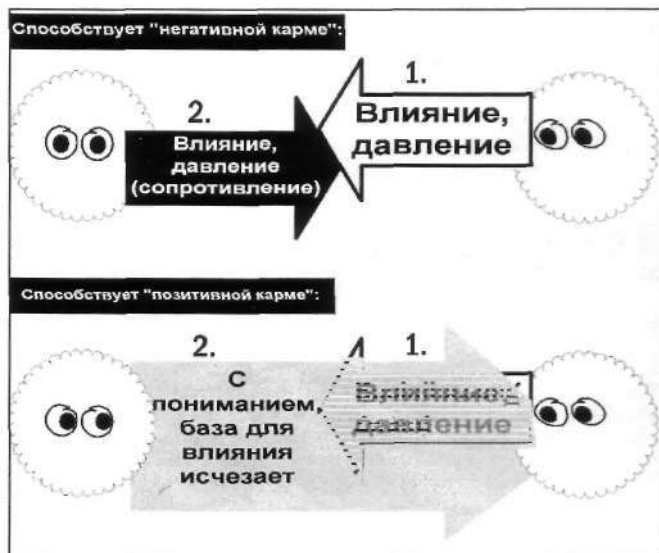 Способствует "негативной карме":
1.
2.
Влияние,
давление
Влияние,
давление
(сопротивление)
Способствует "позитивной карме":
2.
1.
С
пониманием,
база для
влияния
исчезает
Влияние,
давление